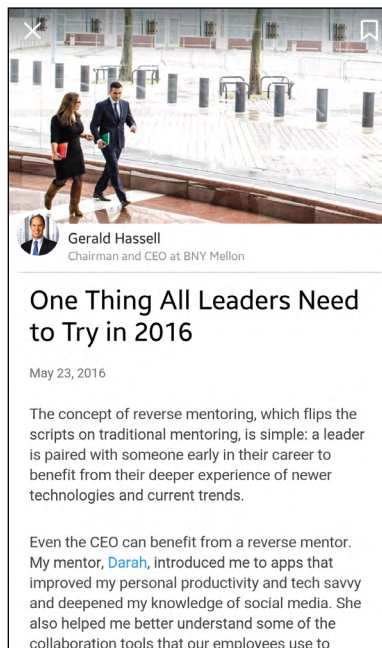 Gerald Hassell
Chairman and CEO at BNY Mellon
One Thing All Leaders Need
to Try in 2016
May 23, 2016
The concept of reverse mentoring, which flips the
scripts on traditional mentoring, is simple: a leader
is paired with someone early in their career to
benefit from their deeper experience of newer
technologies and current trends.
Even the CEO can benefit from a reverse mentor.
My mentor, Darah, introduced me to apps that
improved my personal productivity and tech savvy
and deepened my knowledge of social media. She
also helped me better understand some of the
collaboration tools that our employees use to